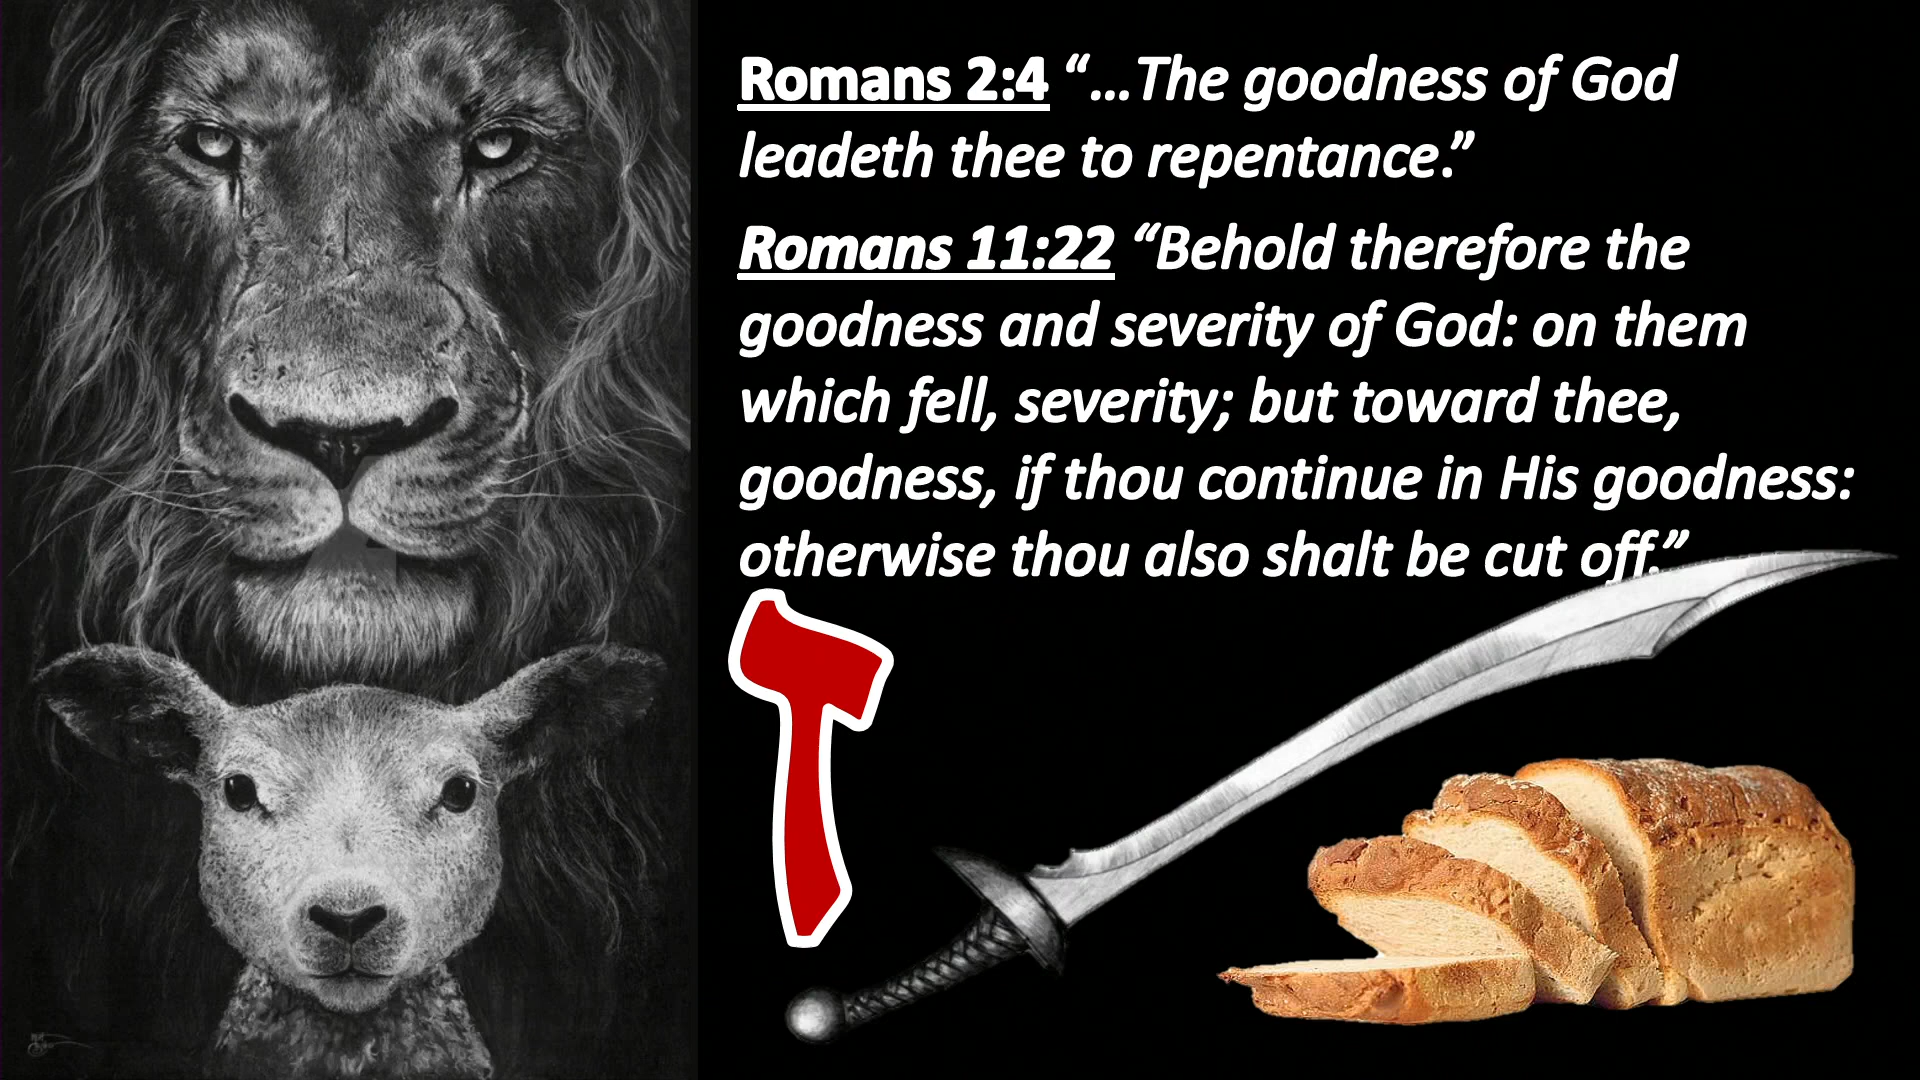 Romans 2:4 “…The goodness of God
leadeth thee to repentance.”
Romans 11:22 “Behold therefore the
goodness and severity of God: on them
which fell, severity; but toward thee,
goodness, if thou continue in His goodness:
otherwise thou also shalt be cut off.”
ז